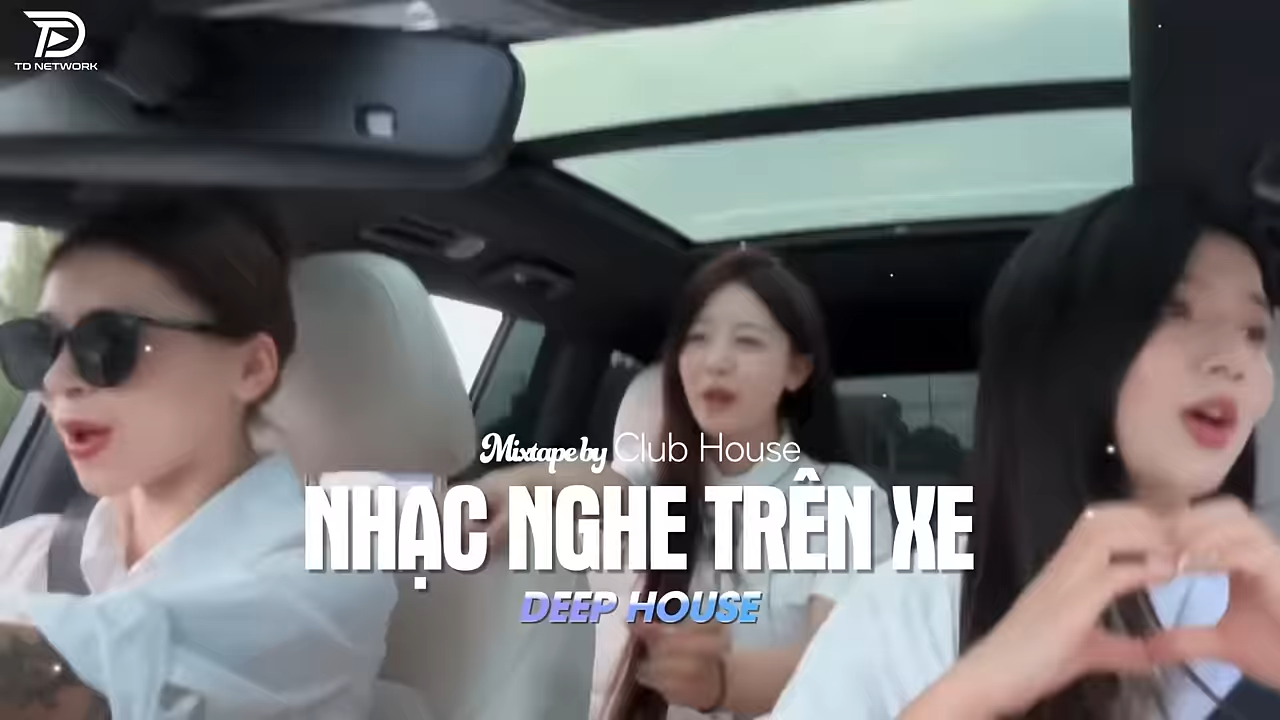 TD NETWORK
Mixtape by Club House
NHẠC NGHE TRÊN XE
DEEP HOUSE